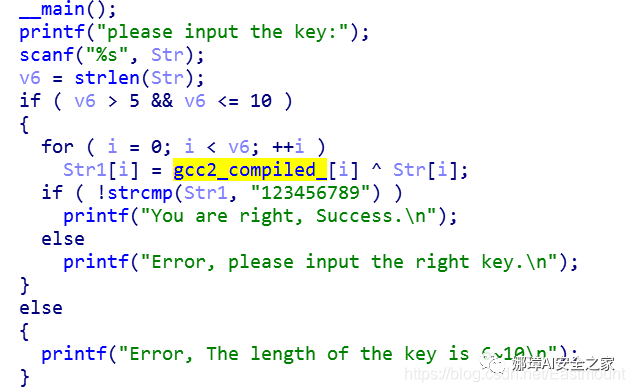 __main();
printf("please input the key:");
scanf("%s", Str);
v6 = strlen(Str);
if ( v6 > 5 && v6 <= 10 )
{
for ( i = 0; i < v6; ++i )
Str1[i] = gcc2_compiled_[i] ^ Str[i];
if ( !strcmp(Str1, "123456789") )
printf("You are right, Success.\n");
else
printf("Error, please input the right key.\n");
}
else
{
printf("Error, The length of the key is 6~10\n");
}
娜璋AI安全之家
https://blog.csdn.net/Eastmount